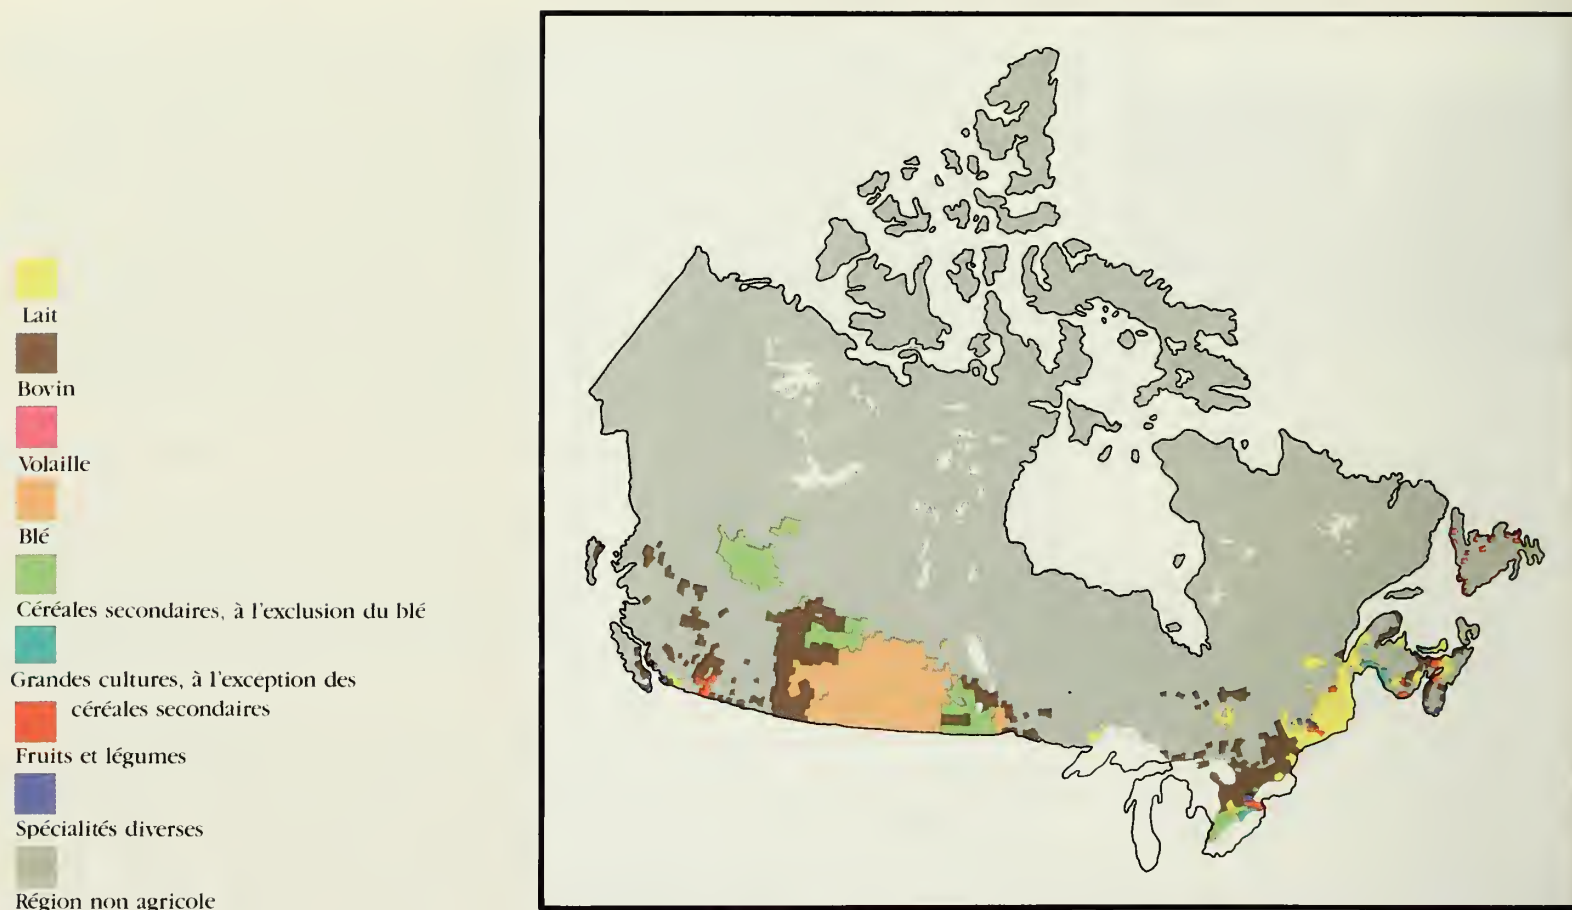 Lait
Bovin
Volaille
Blé
Céréales secondaires, à l'exclusion du blé
Grandes cultures, à l'exception des
céréales secondaires
Fruits et légumes
Spécialités diverses
Région non agricole